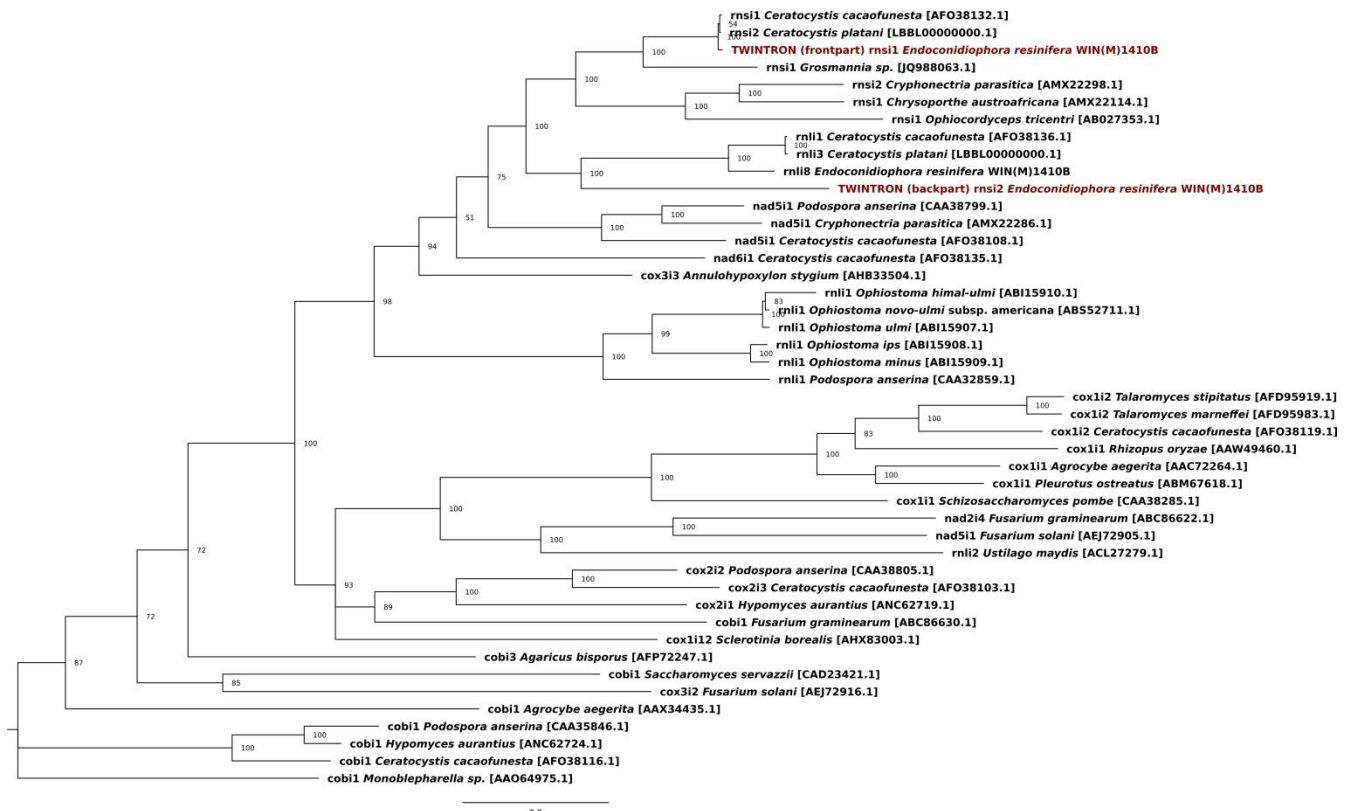 rnsi1 Ceratocystis cacaofunesta [AFO38132.1]
54
rnsi2 Ceratocystis platani [LBBL00000000.1]
100
TWINTRON (frontpart) rnsi1 Endoconidiophora resinifera WIN(M)1410B
100
rnsi1 Grosmannia sp. [JQ988063.1]
100
rnsi2 Cryphonectria parasitica [AMX22298.1]
100
rnsi1 Chrysoporthe austroafricana [AMX22114.1]
100
rnsi1 Ophiocordyceps tricentri [AB027353.1]
100
rnli1 Ceratocystis cacaofunesta [AFO38136.1]
100
rnli3 Ceratocystis platani [LBBL00000000.1]
100
rnli8 Endoconidiophora resinifera WIN(M)1410B
100
75
TWINTRON (backpart) rnsi2 Endoconidiophora resinifera WIN(M)1410B
nad5i1 Podospora anserina [CAA38799.1]
100
51
nad5i1 Cryphonectria parasitica [AMX22286.1]
100
nad5i1 Ceratocystis cacaofunesta [AFO38108.1]
94
nad6i1 Ceratocystis cacaofunesta [AFO38135.1]
cox3i3 Annulohypoxylon stygium [AHB33504.1]
98
rnli1 Ophiostoma himal-ulmi [ABI15910.1]
83
rnli1 Ophiostoma novo-ulmi subsp. americana [ABS52711.1]
100
rnli1 Ophiostoma ulmi [ABI15907.1]
99
rnli1 Ophiostoma ips [ABI15908.1]
100
rnli1 Ophiostoma minus [ABI15909.1]
100
rnli1 Podospora anserina [CAA32859.1]
cox1i2 Talaromyces stipitatus [AFD95919.1]
100
cox1i2 Talaromyces marneffei [AFD95983.1]
100
cox1i2 Ceratocystis cacaofunesta [AFO38119.1]
83
100
cox1i1 Rhizopus oryzae [AAW49460.1]
100
cox1i1 Agrocybe aegerita [AAC72264.1]
100
cox1i1 Pleurotus ostreatus [ABM67618.1]
100
cox1i1 Schizosaccharomyces pombe [CAA38285.1]
100
nad2i4 Fusarium graminearum [ABC86622.1]
100
nad5i1 Fusarium solani [AEJ72905.1]
100
rnli2 Ustilago maydis [ACL27279.1]
72
cox2i2 Podospora anserina [CAA38805.1]
100
93
cox2i3 Ceratocystis cacaofunesta [AFO38103.1]
100
cox2i1 Hypomyces aurantius [ANC62719.1]
89
72
cobi1 Fusarium graminearum [ABC86630.1]
cox1i12 Sclerotinia borealis [AHX83003.1]
cobi3 Agaricus bisporus [AFP72247.1]
87
cobi1 Saccharomyces servazzii [CAD23421.1]
85
cox3i2 Fusarium solani [AEJ72916.1]
cobi1 Agrocybe aegerita [AAX34435.1]
cobi1 Podospora anserina [CAA35846.1]
100
cobi1 Hypomyces aurantius [ANC62724.1]
100
cobi1 Ceratocystis cacaofunesta [AFO38116.1]
cobi1 Monoblepharella sp. [AAO64975.1]